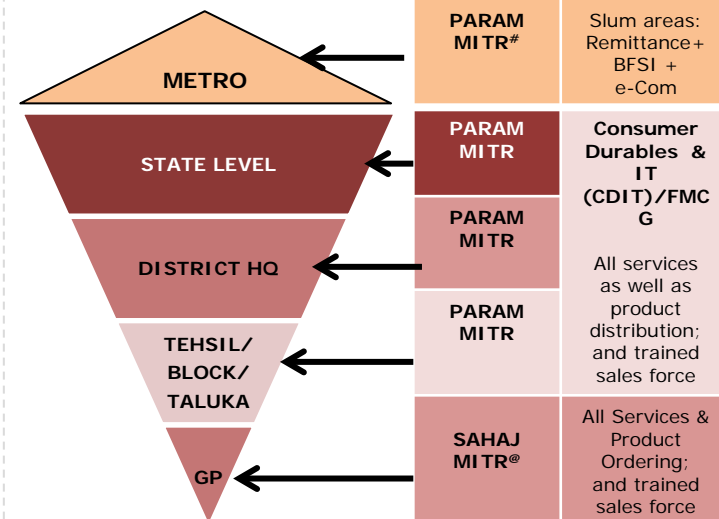 METRO
PARAM
MITR#
Slum areas:
Remittance+
BFSI +
e-Com
STATE LEVEL
PARAM
MITR
Consumer
Durables &
IT
(CDIT)/FMC
G
All services
as well as
product
distribution;
and trained
sales force
DISTRICT HQ
PARAM
MITR
TEHSIL/
BLOCK/
TALUKA
PARAM
MITR
GP
SAHAJ
MITR@
All Services &
Product
Ordering;
and trained
sales force